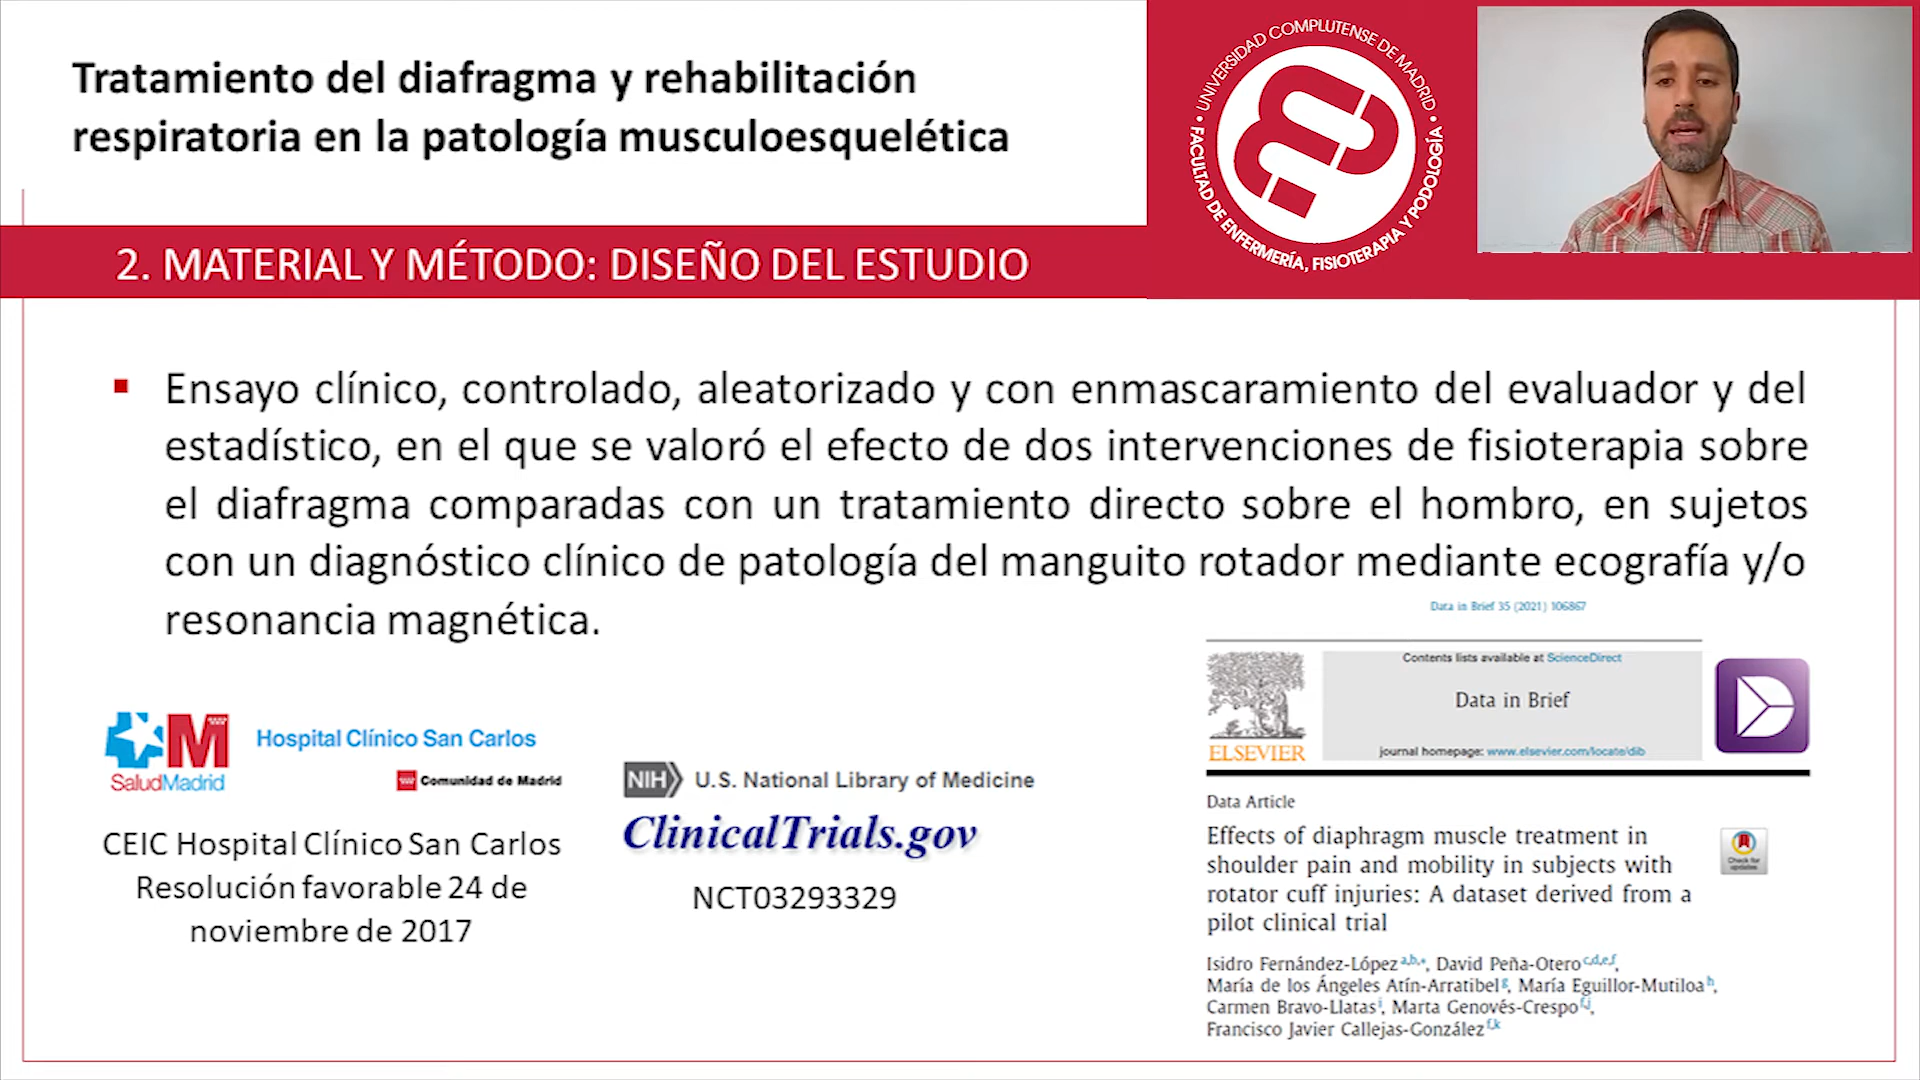 Tratamiento del diafragma y rehabilitación
respiratoria en la patología musculoesquelética
• UNIVERSIDAD COMPLUTENSE DE MADRID •
FACULTAD DE ENFERMERÍA, FISIOTERAPIA Y PODOLOGÍA
2. MATERIAL Y MÉTODO: DISEÑO DEL ESTUDIO
Ensayo clínico, controlado, aleatorizado y con enmascaramiento del evaluador y del
estadístico, en el que se valoró el efecto de dos intervenciones de fisioterapia sobre
el diafragma comparadas con un tratamiento directo sobre el hombro, en sujetos
con un diagnóstico clínico de patología del manguito rotador mediante ecografía y/o
resonancia magnética.
M
SaludMadrid
Hospital Clínico San Carlos
Comunidad de Madrid
CEIC Hospital Clínico San Carlos
Resolución favorable 24 de
noviembre de 2017
NIH U.S. National Library of Medicine
ClinicalTrials.gov
NCT03293329
Data in Brief 35 (2021) 106867
Contents lists available at ScienceDirect
Data in Brief
journal homepage: www.elsevier.com/locate/dib
ELSEVIER
Data Article
Effects of diaphragm muscle treatment in
shoulder pain and mobility in subjects with
rotator cuff injuries: A dataset derived from a
pilot clinical trial
Check for
updates
Isidro Fernández-López a,b,*, David Peña-Otero c,d,e,f,
María de los Ángeles Atín-Arratibel g, María Eguillor-Mutiloa h,
Carmen Bravo-Llatas i, Marta Genovés-Crespo f,j,
Francisco Javier Callejas-González f,k